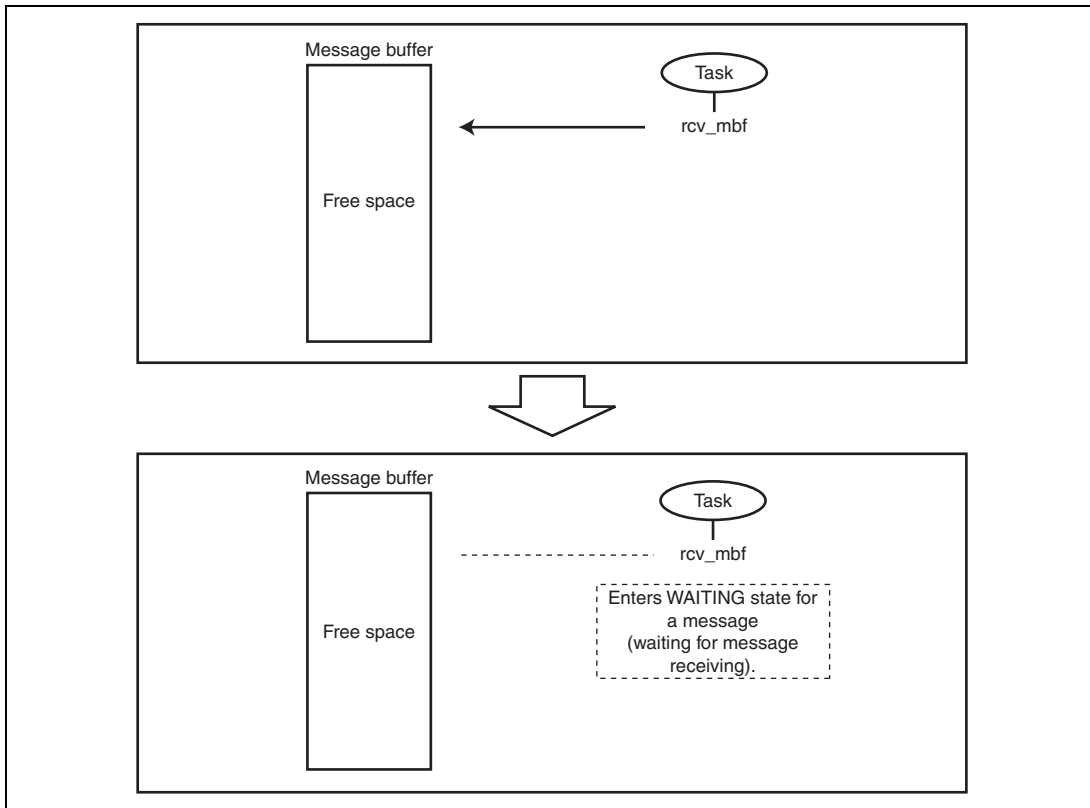 Message buffer
Task
rcv_mbf
Free space
Message buffer
Task
rcv_mbf
Enters WAITING state for
a message
(waiting for message
receiving).
Free space